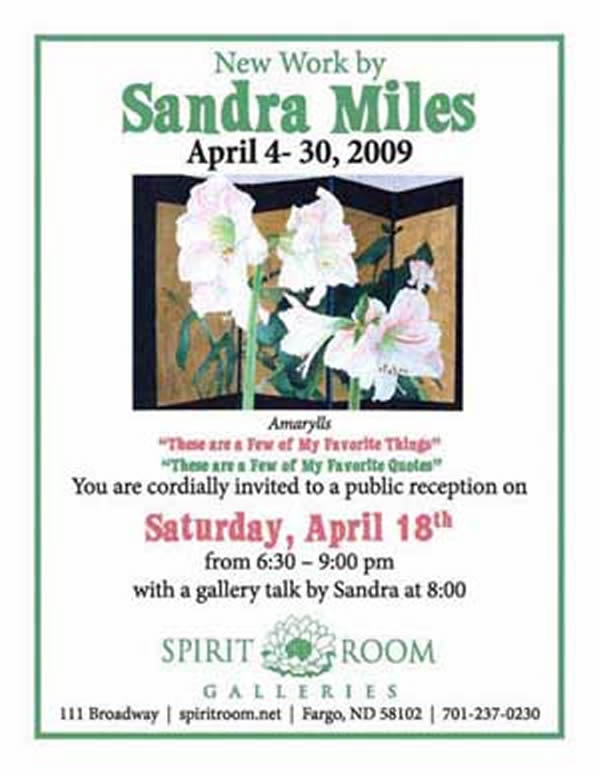 New Work by
Sandra Miles
April 4- 30, 2009
Amarylls
"These are a Few of My Favorite Things"
"These are a Few of My Favorite Quotes"
You are cordially invited to a public reception on
Saturday, April 18th
from 6:30 – 9:00 pm
with a gallery talk by Sandra at 8:00
SPIRIT ROOM
GALLERIES
111 Broadway | spiritroom.net | Fargo, ND 58102 | 701-237-0230